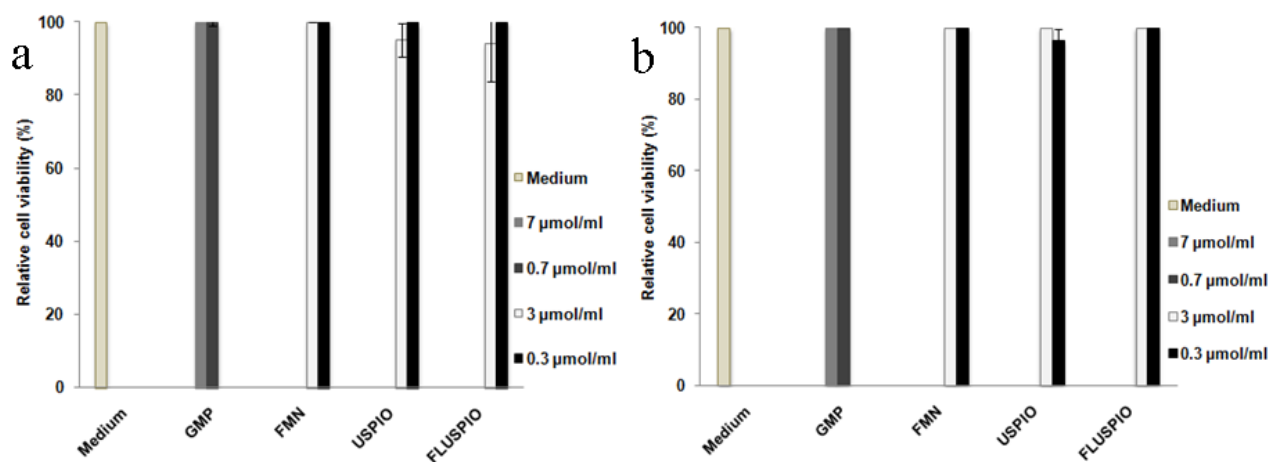 a
Relative cell viability (%)
100
80
60
40
20
0
Medium
GMP
FMN
USPIO
FLUSPIO
Medium
7 µmol/ml
0.7 µmol/ml
3 µmol/ml
0.3 µmol/ml
b
Relative cell viability (%)
100
80
60
40
20
0
Medium
GMP
FMN
USPIO
FLUSPIO
Medium
7 µmol/ml
0.7 µmol/ml
3 µmol/ml
0.3 µmol/ml